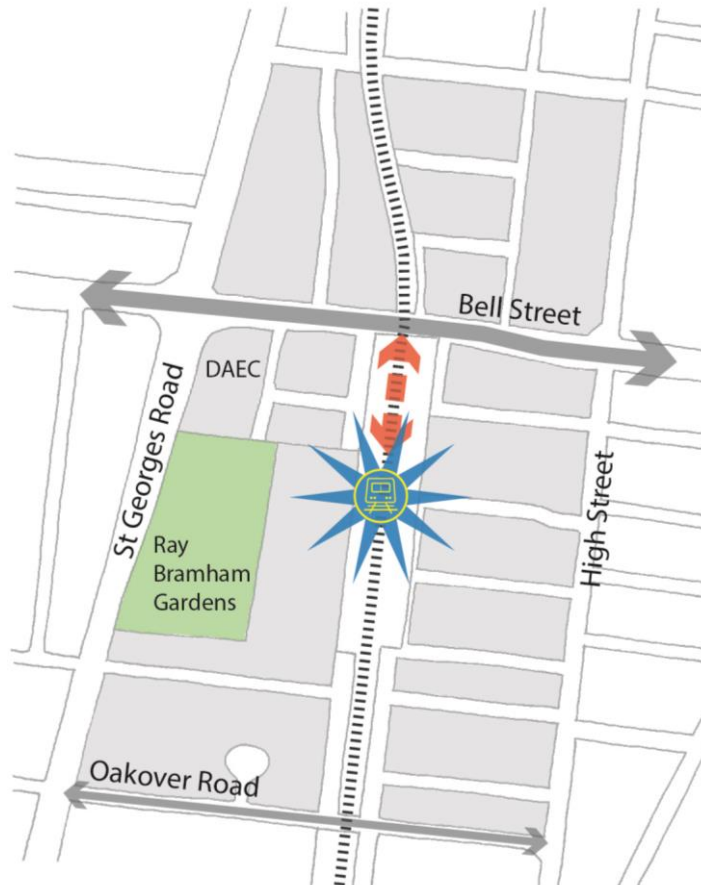 Bell Street
DAEC
St Georges Road
High Street
Ray
Bramham
Gardens
Oakover Road